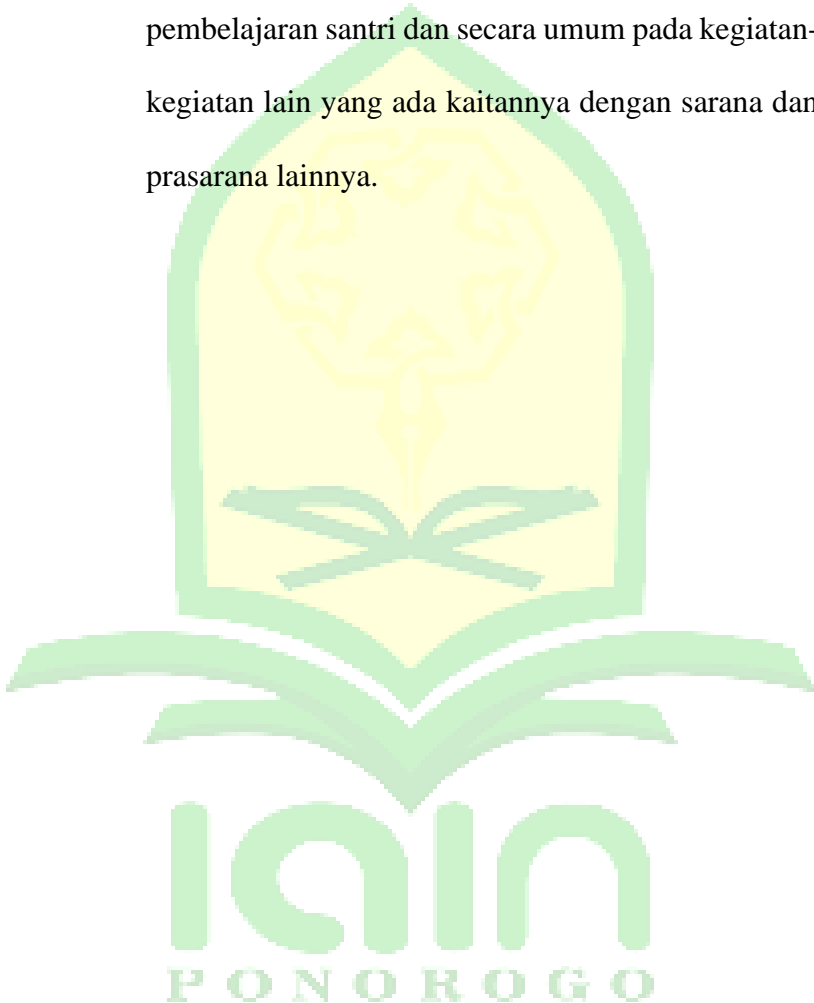 pembelajaran santri dan secara umum pada kegiatan-
kegiatan lain yang ada kaitannya dengan sarana dan
prasarana lainnya.
IAIN
PONOROGO